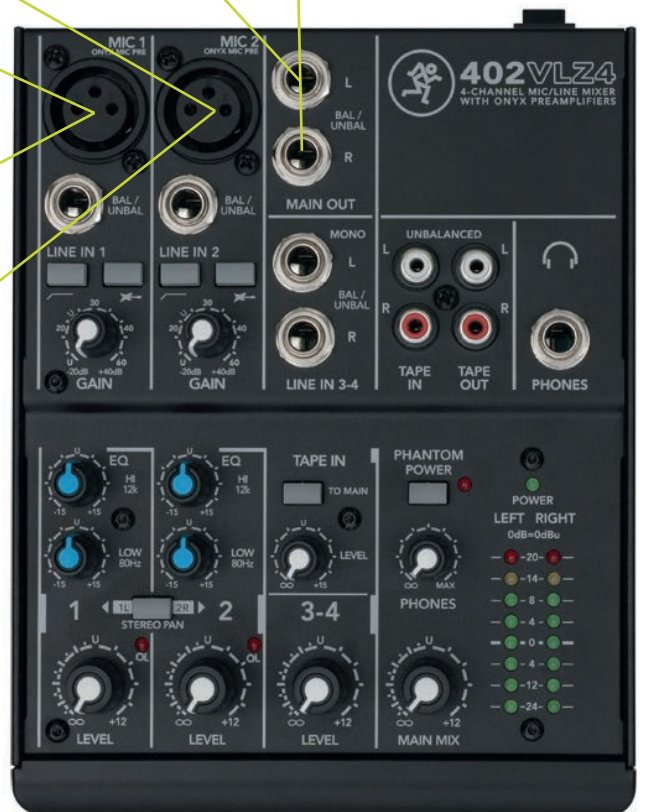 MIC 1
ONYX MIC PRE
MIC 2
ONYX MIC PRE
L
BAL /
UNBAL
R
MAIN OUT
402VLZ4
4-CHANNEL MIC/LINE MIXER
WITH ONYX PREAMPLIFIERS
BAL /
UNBAL
BAL /
UNBAL
LINE IN 1
LINE IN 2
MONO
L
BAL /
UNBAL
R
LINE IN 3-4
UNBALANCED
L
L
R
R
TAPE
IN
TAPE
OUT
PHONES
U
20
30
40
60
-20dB
+40dB
GAIN
U
20
30
40
60
-20dB
+40dB
GAIN
EQ
U
HI
12k
-15
+15
U
LOW
80Hz
-15
+15
EQ
U
HI
12k
-15
+15
U
LOW
80Hz
-15
+15
TAPE IN
TO MAIN
U
LEVEL
∞
+15
PHANTOM
POWER
∞
MAX
PHONES
POWER
LEFT RIGHT
0dB=0dBu
20
14
8
4
0
4
12
24
1
1L
2R
2
STEREO PAN
3-4
OL
OL
U
∞
+12
LEVEL
U
∞
+12
LEVEL
U
∞
+12
LEVEL
U
∞
+12
MAIN MIX